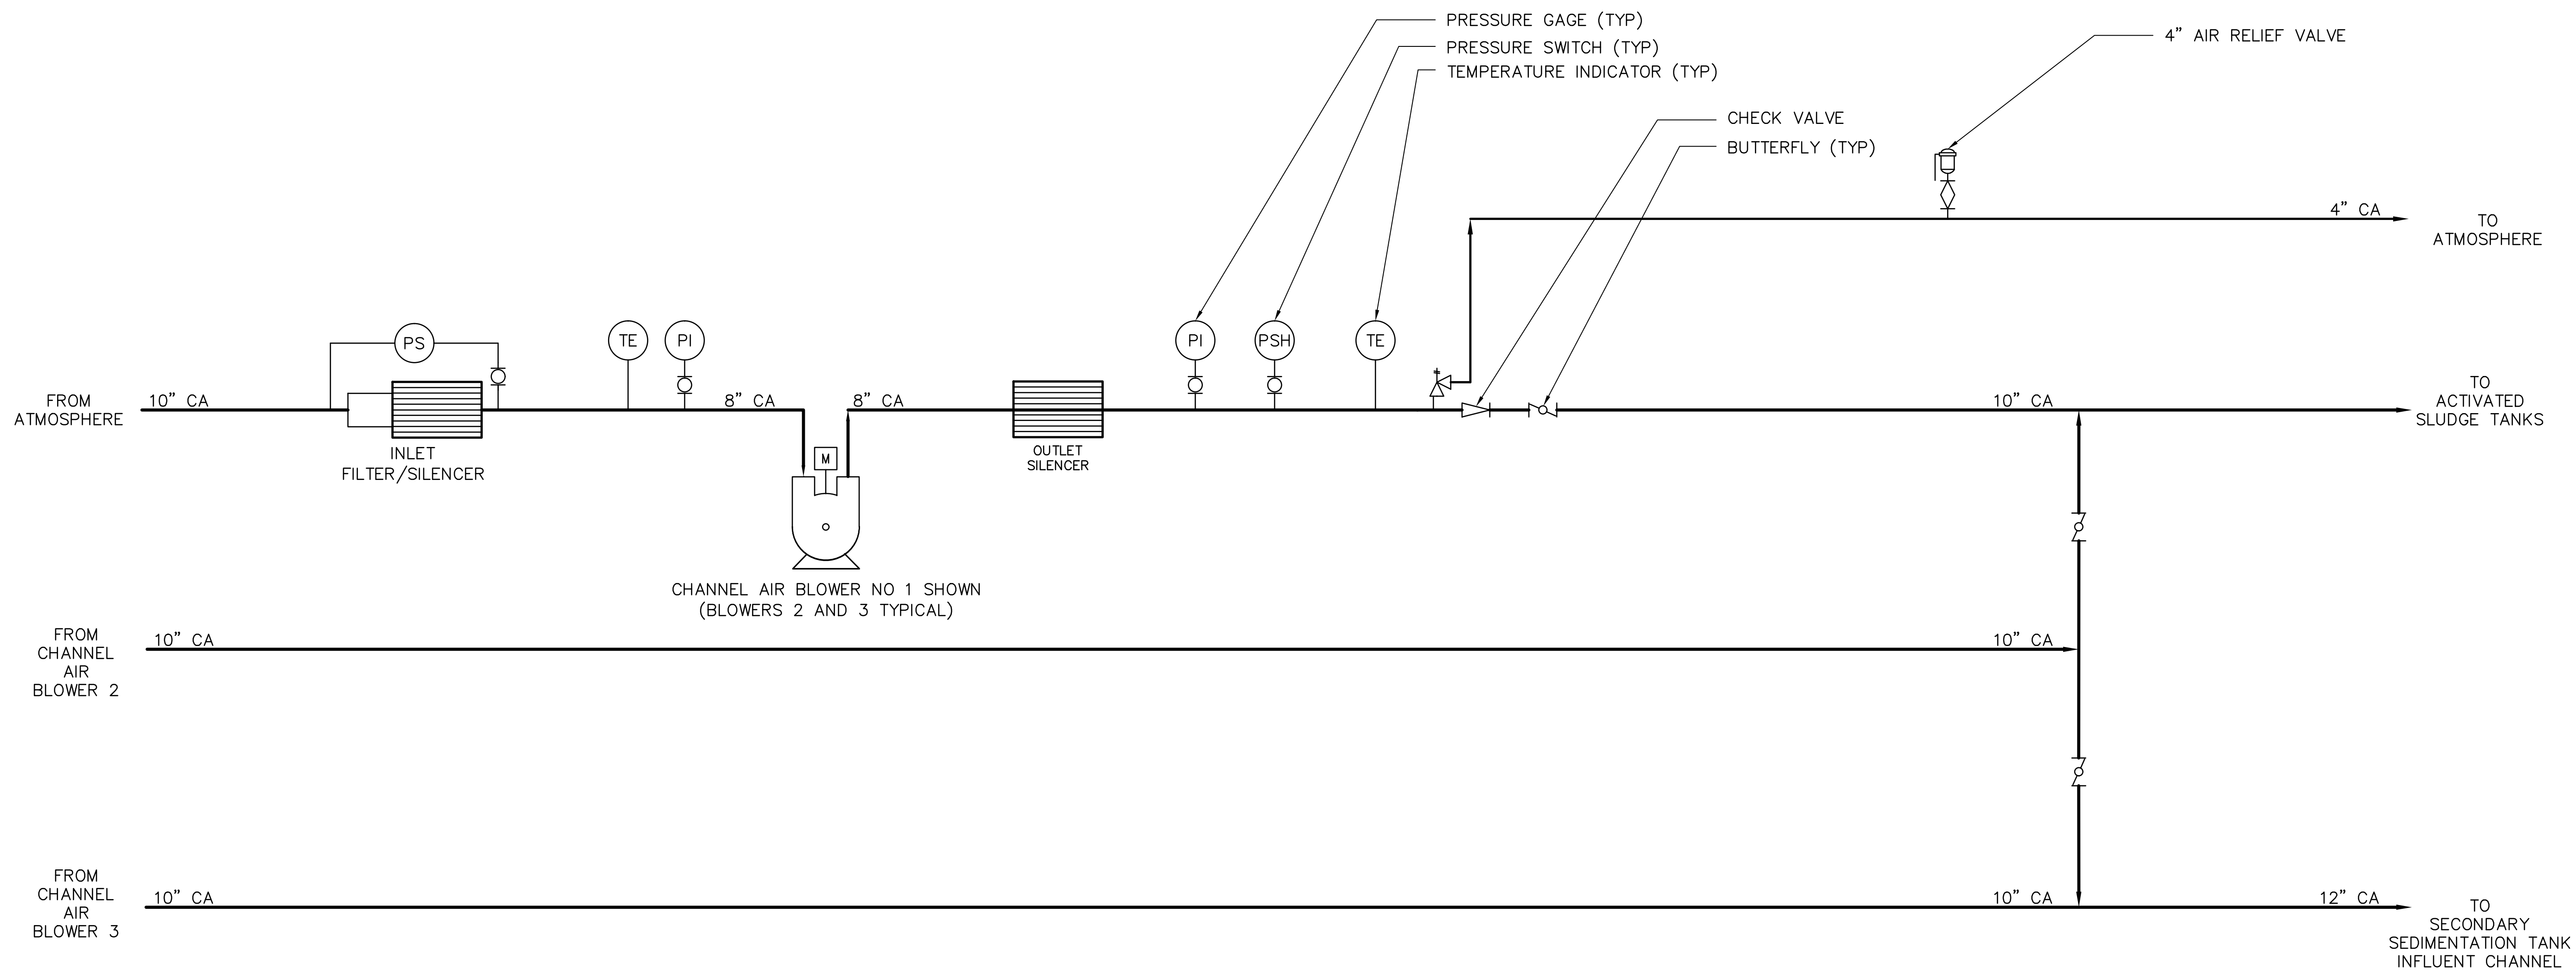 PRESSURE GAGE (TYP)
PRESSURE SWITCH (TYP)
TEMPERATURE INDICATOR (TYP)
4” AIR RELIEF VALVE
CHECK VALVE
BUTTERFLY (TYP)
4” CA
TO
ATMOSPHERE
PS
TE
PI
PI
PSH
TE
FROM
ATMOSPHERE
10” CA
8” CA
8” CA
10” CA
TO
ACTIVATED
SLUDGE TANKS
INLET
FILTER/SILENCER
M
OUTLET
SILENCER
CHANNEL AIR BLOWER NO 1 SHOWN
(BLOWERS 2 AND 3 TYPICAL)
FROM
CHANNEL
AIR
BLOWER 2
10” CA
10” CA
FROM
CHANNEL
AIR
BLOWER 3
10” CA
10” CA
12” CA
TO
SECONDARY
SEDIMENTATION TANK
INFLUENT CHANNEL